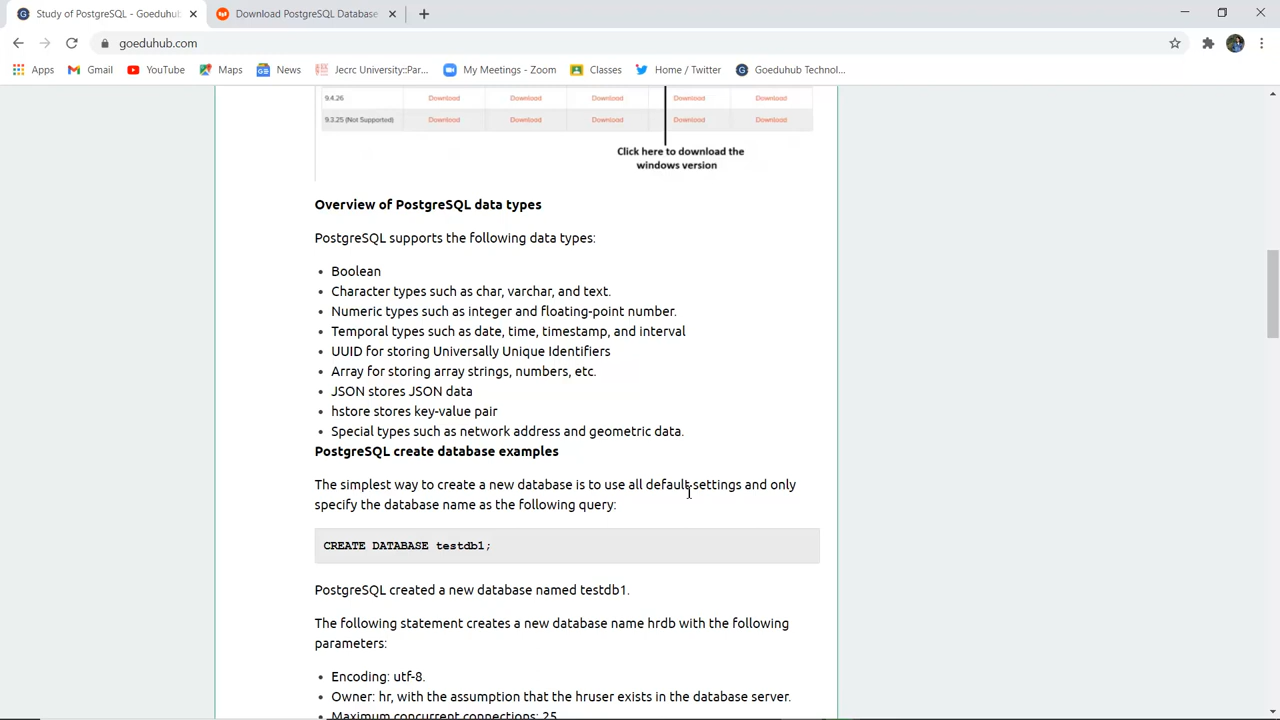 Study of PostgreSQL - Goeduhub
Download PostgreSQL Database
goeduhub.com
Apps
Gmail
YouTube
Maps
News
Jecrc University::Par...
My Meetings - Zoom
Classes
Home / Twitter
Goeduhub Technol...
9.4.26 Download Download Download Download Download
9.3.25 (Not Supported) Download Download Download Download Download
Click here to download the
windows version
Overview of PostgreSQL data types
PostgreSQL supports the following data types:
• Boolean
• Character types such as char, varchar, and text.
• Numeric types such as integer and floating-point number.
• Temporal types such as date, time, timestamp, and interval
• UUID for storing Universally Unique Identifiers
• Array for storing array strings, numbers, etc.
• JSON stores JSON data
• hstore stores key-value pair
• Special types such as network address and geometric data.
PostgreSQL create database examples
The simplest way to create a new database is to use all default settings and only
specify the database name as the following query:
CREATE DATABASE testdb1;
PostgreSQL created a new database named testdb1.
The following statement creates a new database name hrdb with the following
parameters:
• Encoding: utf-8.
• Owner: hr, with the assumption that the hruser exists in the database server.
• Maximum concurrent connections: 25